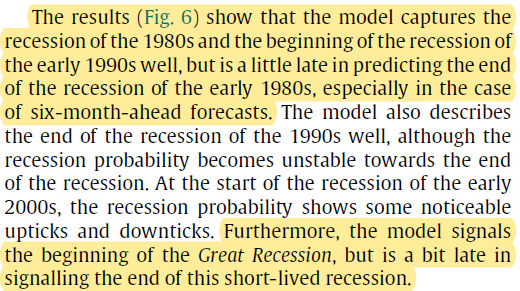 The results (Fig. 6) show that the model captures the
recession of the 1980s and the beginning of the recession of
the early 1990s well, but is a little late in predicting the end
of the recession of the early 1980s, especially in the case
of six-month-ahead forecasts. The model also describes
the end of the recession of the 1990s well, although the
recession probability becomes unstable towards the end
of the recession. At the start of the recession of the early
2000s, the recession probability shows some noticeable
upticks and downticks. Furthermore, the model signals
the beginning of the Great Recession, but is a bit late in
signalling the end of this short-lived recession.